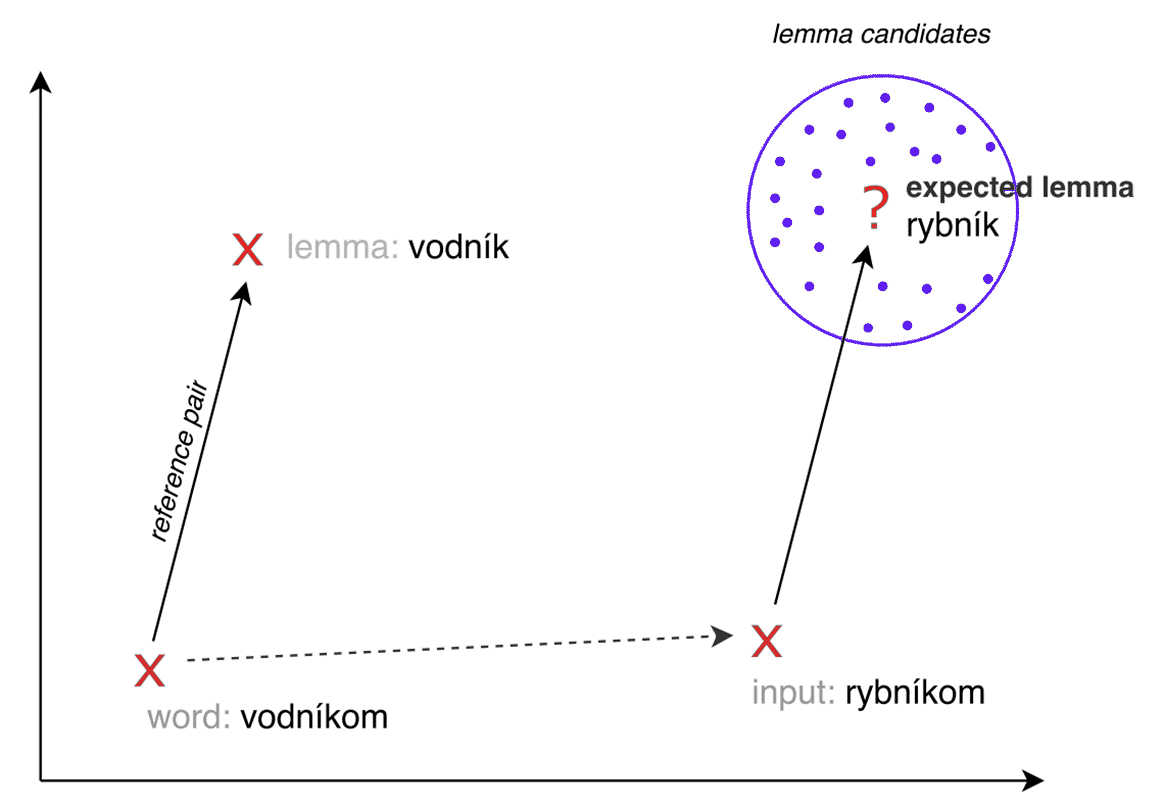 lemma candidates
expected lemma
rybník
?
X lemma: vodník
reference pair
X
word: vodníkom
X
input: rybníkom